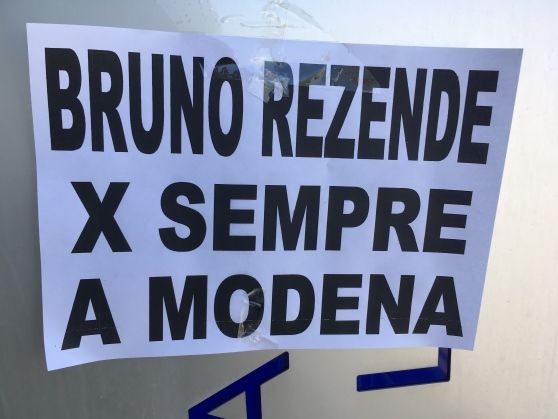 BRUNO REZENDE
X SEMPRE
A MODENA